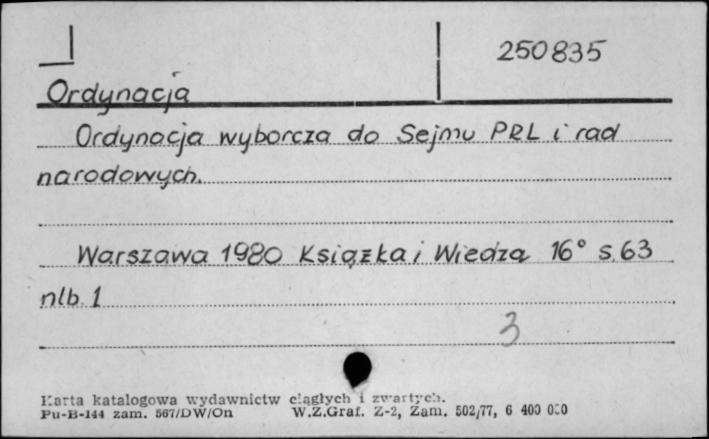 250835
Ordynacja
Ordynacja wyborcza do Sejmu PRL i rad
narodowych.
Warszawa 1980 Książka i Wiedza 16° s. 63
nlb. 1
3
Karta katalogowa wydawnictw ciągłych i zwartych.
Pu-B-144 zam. 567/DW/On W.Z.Graf. Z-2, Zam. 502/77, 6 400 000